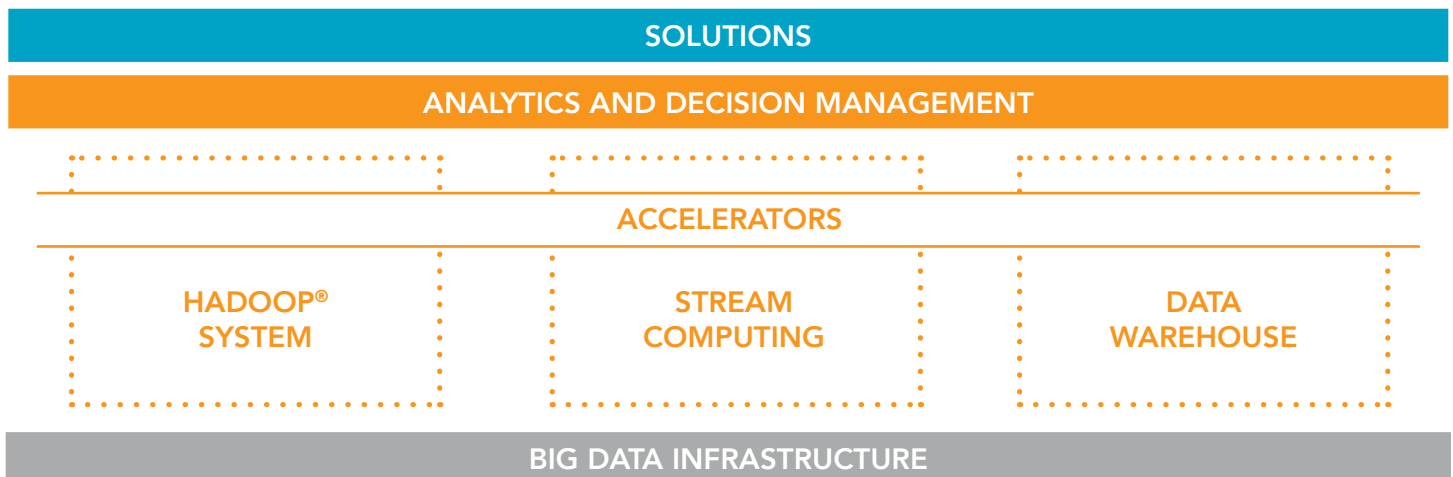 SOLUTIONS
ANALYTICS AND DECISION MANAGEMENT
ACCELERATORS
HADOOP®
SYSTEM
STREAM
COMPUTING
DATA
WAREHOUSE
BIG DATA INFRASTRUCTURE